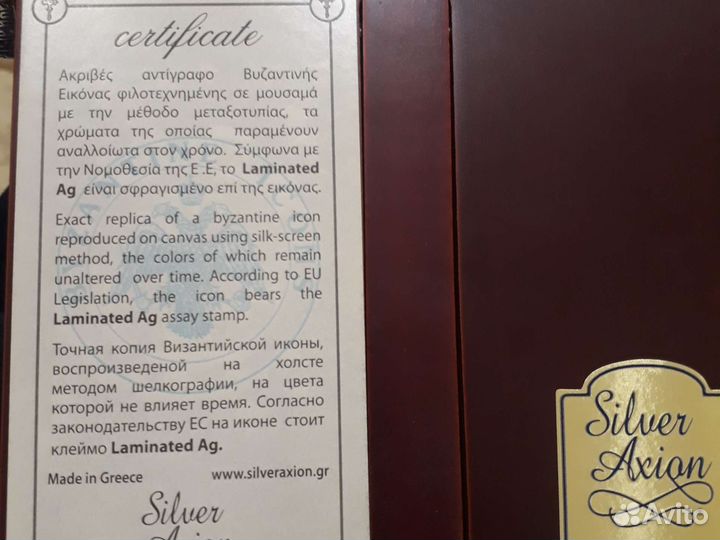 certificate
Ακριβές αντίγραφο Βυζαντινής
Εικόνας φιλοτεχνημένης σε μουσαμά
με την μέθοδο μεταξοτυπίας, τα
χρώματα της οποίας παραμένουν
αναλλοίωτα στον χρόνο. Σύμφωνα με
την Νομοθεσία της Ε .Ε, το Laminated
Ag είναι σφραγισμένο επί της εικόνας.
Exact replica of a byzantine icon
reproduced on canvas using silk-screen
method, the colors of which remain
unaltered over time. According to EU
Legislation, the icon bears the
Laminated Ag assay stamp.
Точная копия Византийской иконы,
воспроизведеной на холсте
методом шелкографии, на цвета
которой не влияет время. Согласно
законодательству ЕС на иконе стоит
клеймо Laminated Ag.
Made in Greece www.silveraxion.gr
Silver
Axion
Silver
Axion
Avito